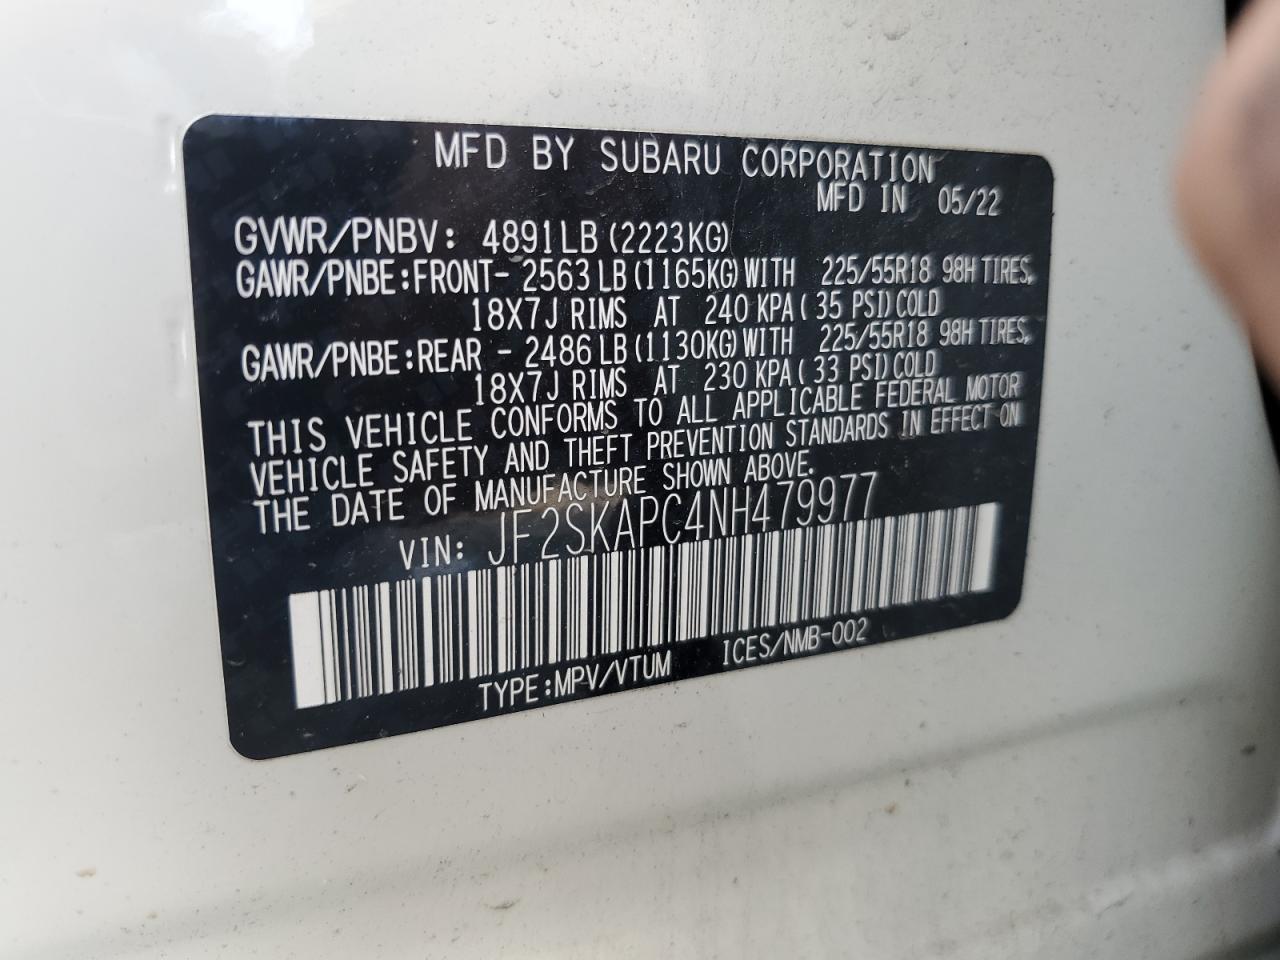 MFD BY SUBARU CORPORATION
MFD IN 05/22
GVWR/PNBV: 4891LB(2223KG)
GAWR/PNBE:FRONT- 2563LB(1165KG)WITH 225/55R18 98H TIRES,
18X7J RIMS AT 240 KPA( 35 PSI)COLD
GAWR/PNBE:REAR - 2486LB(1130KG)WITH 225/55R18 98H TIRES,
18X7J RIMS AT 230 KPA( 33 PSI)COLD
THIS VEHICLE CONFORMS TO ALL APPLICABLE FEDERAL MOTOR
VEHICLE SAFETY AND THEFT PREVENTION STANDARDS IN EFFECT ON
THE DATE OF MANUFACTURE SHOWN ABOVE.
VIN: JF2SKAPC4NH479977
TYPE:MPV/VTUM ICES/NMB-002